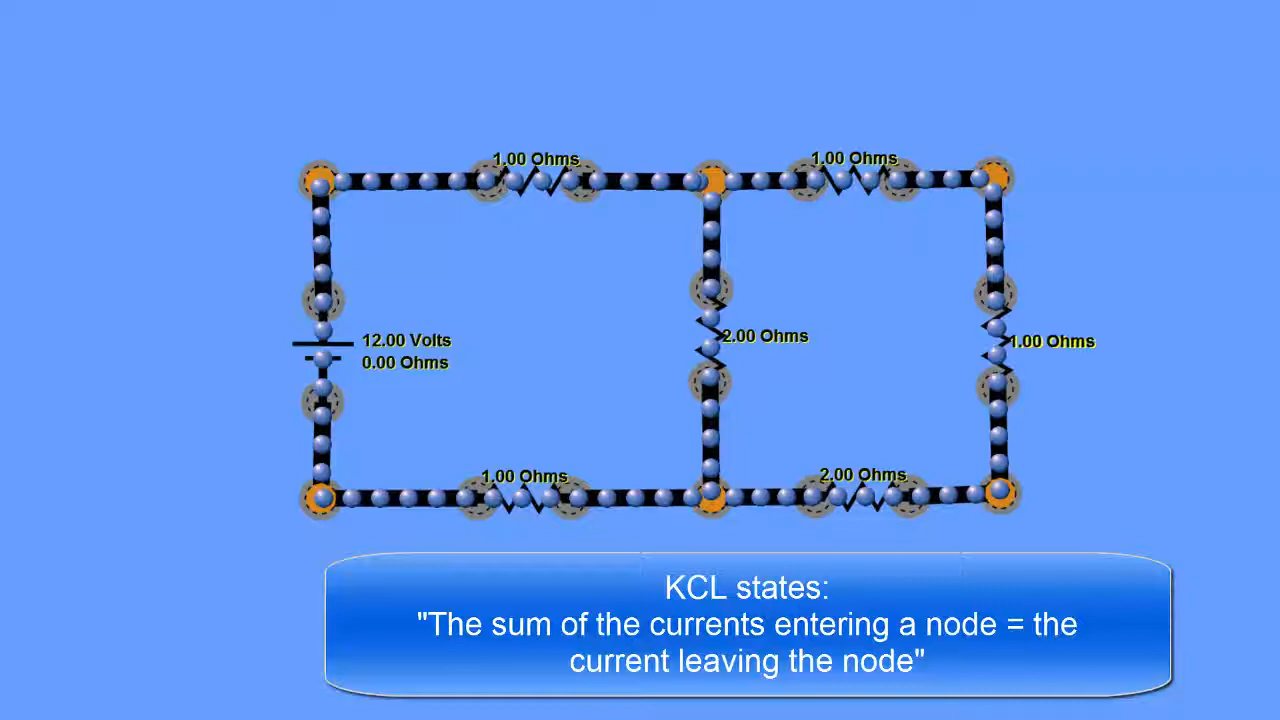 1.00 Ohms
1.00 Ohms
12.00 Volts
0.00 Ohms
2.00 Ohms
1.00 Ohms
1.00 Ohms
2.00 Ohms
KCL states:
"The sum of the currents entering a node = the
current leaving the node"